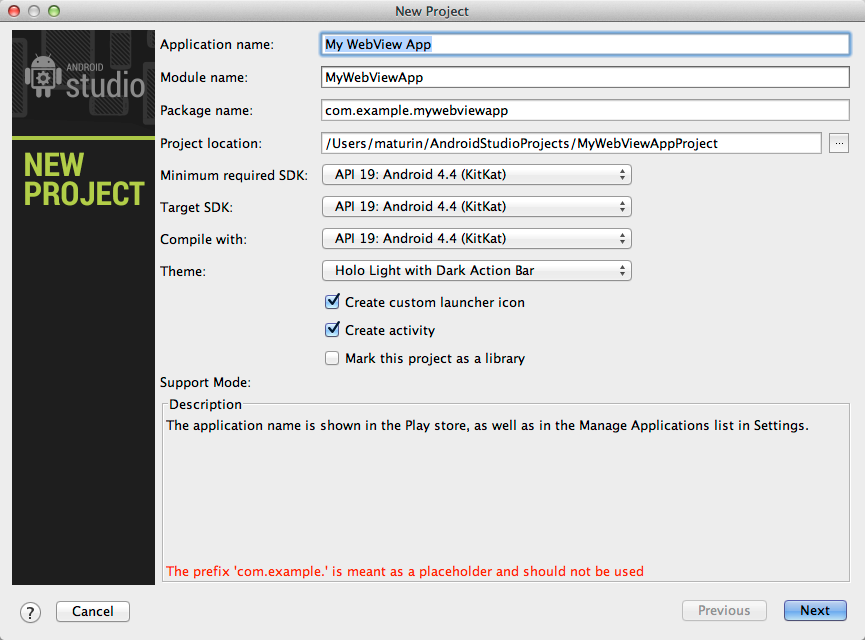 New Project
ANDROID
studio
NEW
PROJECT
Application name: My WebView App
Module name: MyWebViewApp
Package name: com.example.mywebviewapp
Project location: /Users/maturin/AndroidStudioProjects/MyWebViewAppProject ...
Minimum required SDK: API 19: Android 4.4 (KitKat)
Target SDK: API 19: Android 4.4 (KitKat)
Compile with: API 19: Android 4.4 (KitKat)
Theme: Holo Light with Dark Action Bar
Create custom launcher icon
Create activity
Mark this project as a library
Support Mode:
Description
The application name is shown in the Play store, as well as in the Manage Applications list in Settings.
The prefix 'com.example.' is meant as a placeholder and should not be used
? Cancel Previous Next